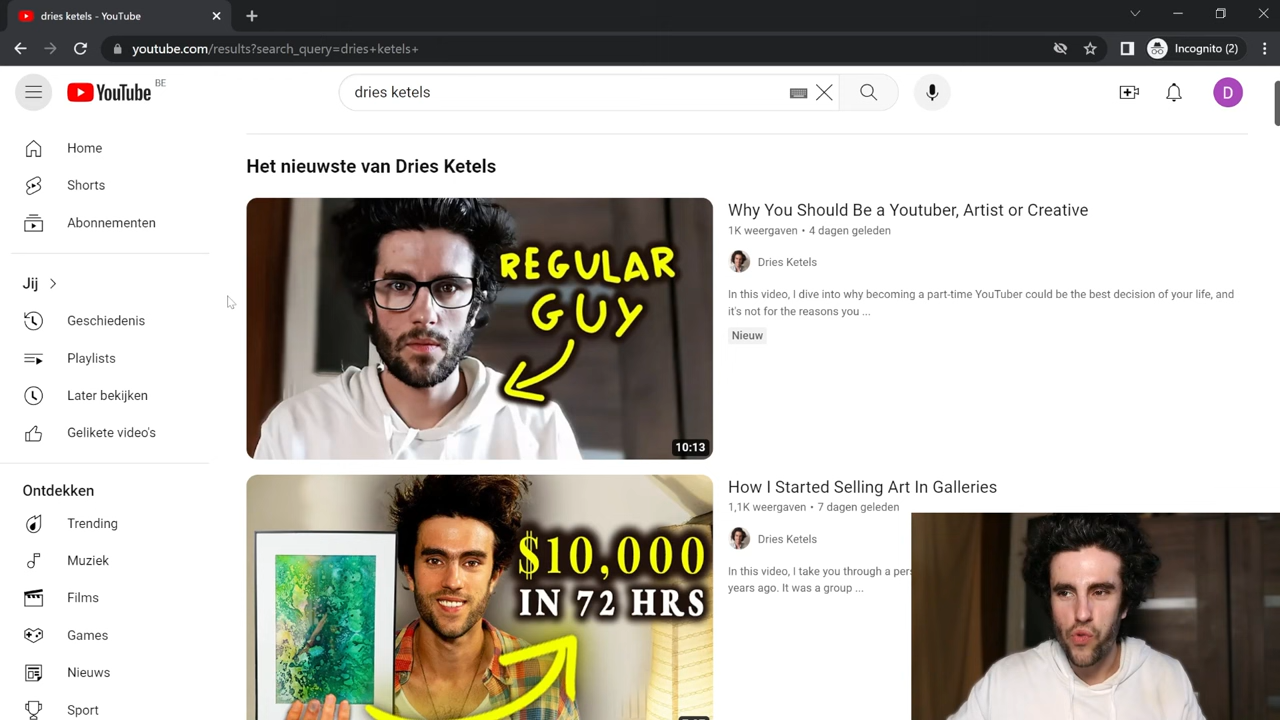 dries ketels - YouTube
youtube.com/results?search_query=dries+ketels+
Incognito (2)
YouTube BE
dries ketels
D
Home
Shorts
Abonnementen
Jij
Geschiedenis
Playlists
Later bekijken
Gelikete video's
Ontdekken
Trending
Muziek
Films
Games
Nieuws
Sport
Het nieuwste van Dries Ketels
REGULAR
GUY
10:13
Why You Should Be a Youtuber, Artist or Creative
1K weergaven • 4 dagen geleden
Dries Ketels
In this video, I dive into why becoming a part-time YouTuber could be the best decision of your life, and
it's not for the reasons you ...
Nieuw
$10,000
IN 72 HRS
How I Started Selling Art In Galleries
1,1K weergaven • 7 dagen geleden
Dries Ketels
In this video, I take you through a pers
years ago. It was a group ...